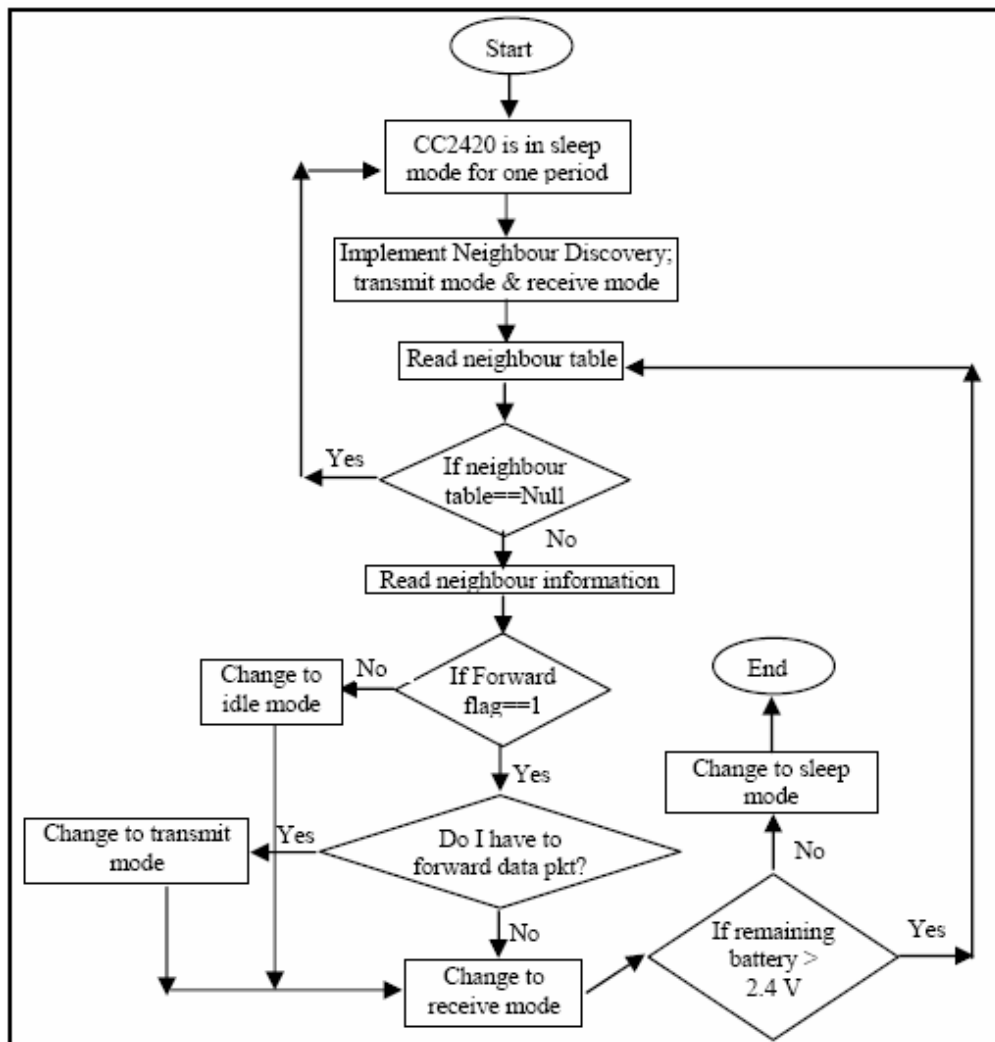 Start
CC2420 is in sleep
mode for one period
Implement Neighbour Discovery;
transmit mode & receive mode
Read neighbour table
Yes
If neighbour
table==Null
No
Read neighbour information
Change to
idle mode
No
If Forward
flag==1
End
Yes
Change to sleep
mode
Change to transmit
mode
Yes
Do I have to
forward data pkt?
No
No
Change to
receive mode
If remaining
battery >
2.4 V
Yes